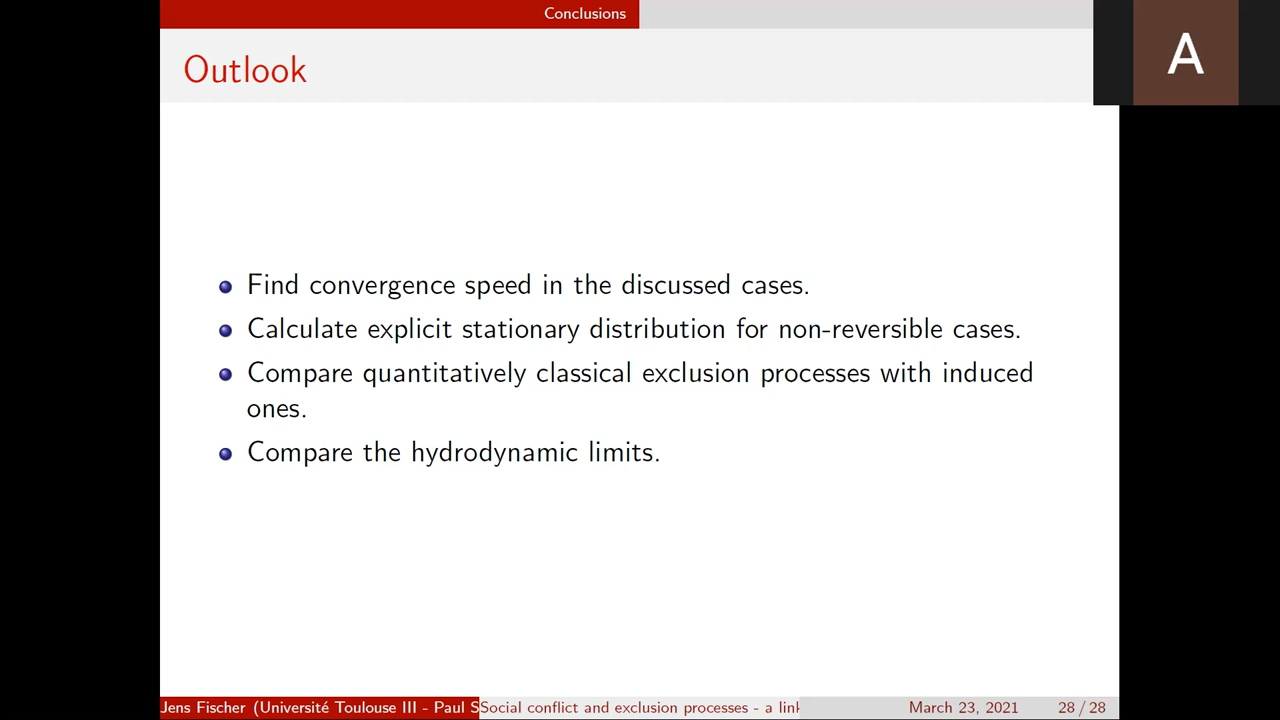 Conclusions
A
Outlook
Find convergence speed in the discussed cases.
Calculate explicit stationary distribution for non-reversible cases.
Compare quantitatively classical exclusion processes with induced
ones.
Compare the hydrodynamic limits.
Jens Fischer (Université Toulouse III - Paul S
Social conflict and exclusion processes - a link
March 23, 2021
28 / 28